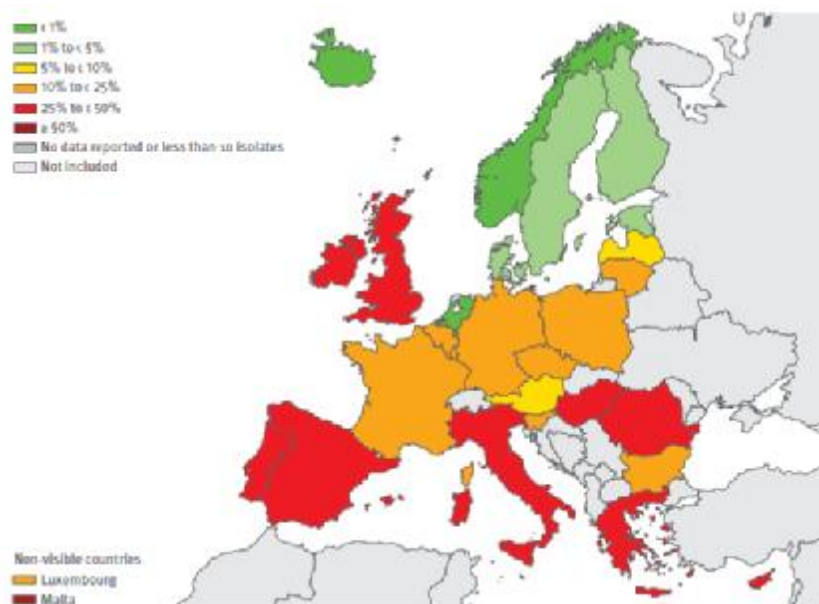 < 1%
1% to < 5%
5% to < 10%
10% to < 25%
25% to < 50%
≥ 50%
No data reported or less than 10 isolates
Not included
Non-visible countries
Luxembourg
Malta